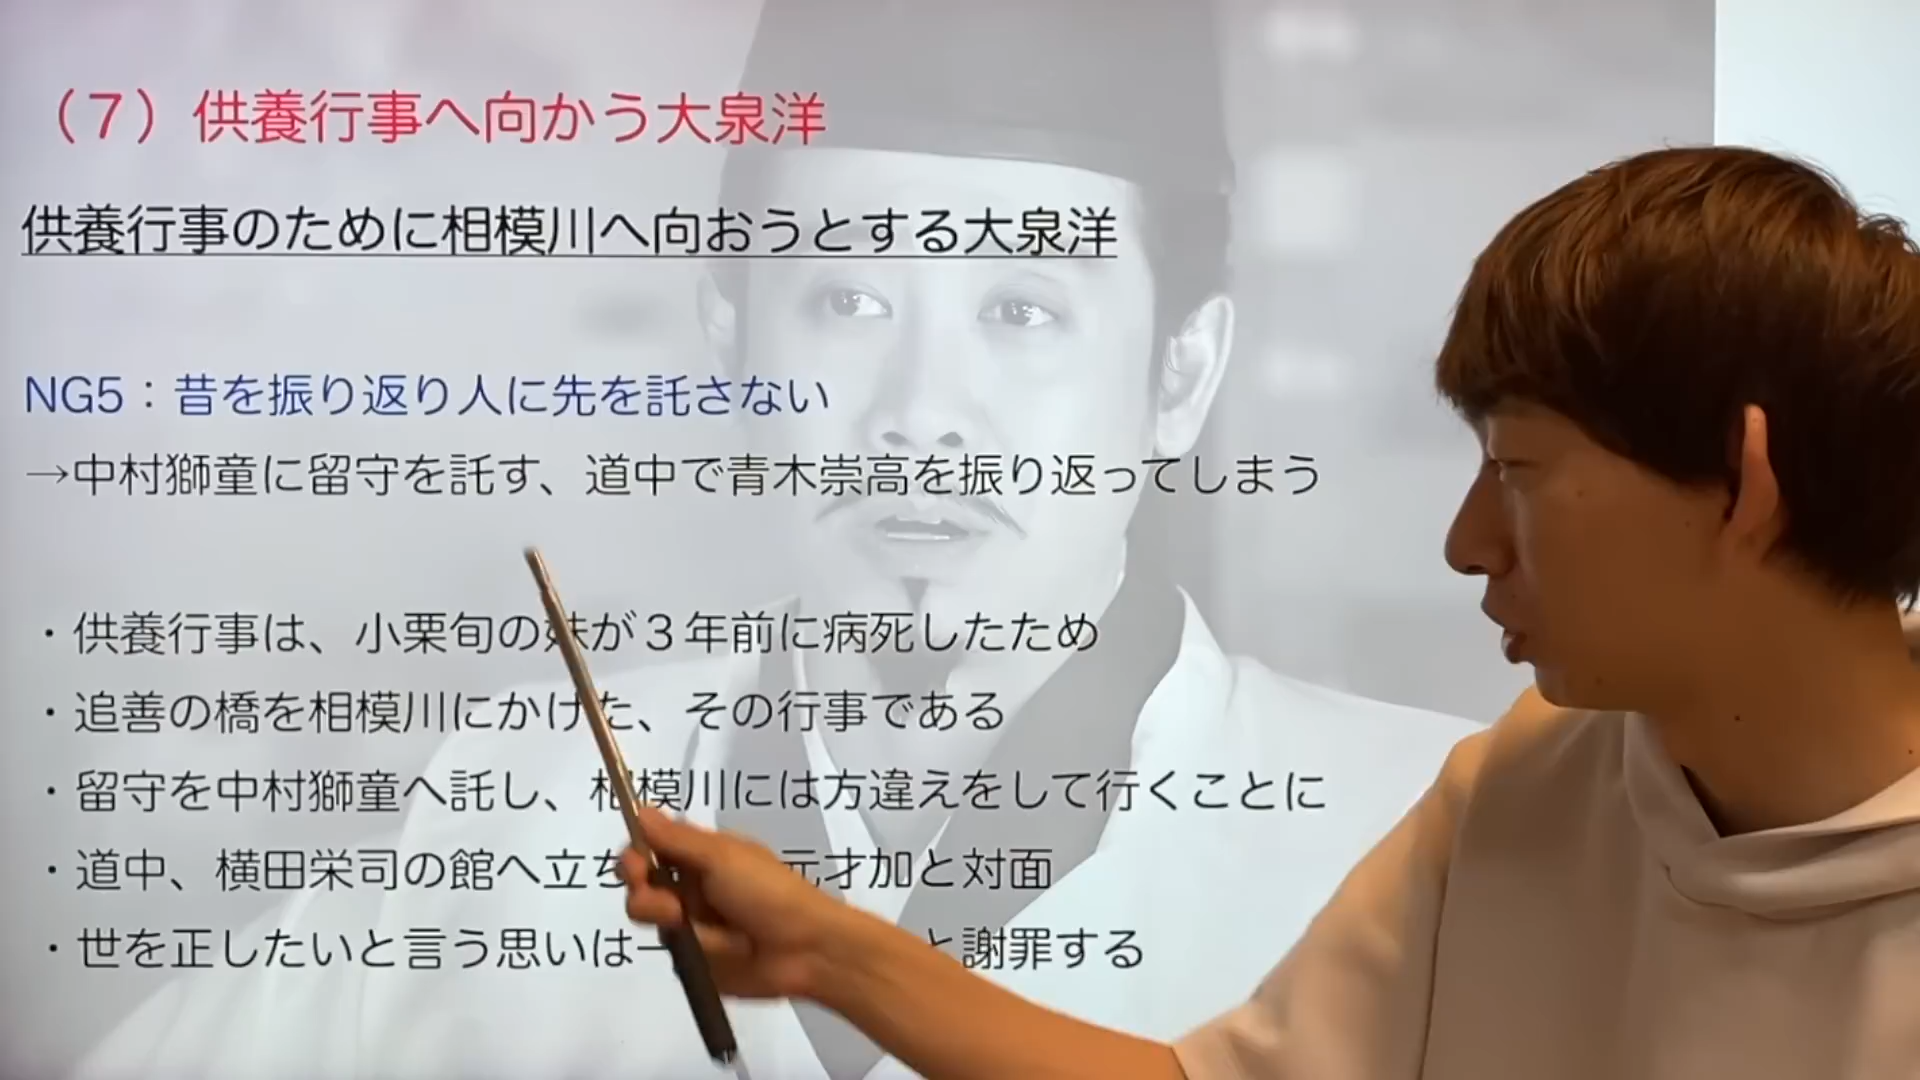 （7）供養行事へ向かう大泉洋
供養行事のために相模川へ向おうとする大泉洋
NG5：昔を振り返り人に先を託さない
→中村獅童に留守を託す、道中で青木崇高を振り返ってしまう
・供養行事は、小栗旬の妹が３年前に病死したため
・追善の橋を相模川にかけた、その行事である
・留守を中村獅童へ託し、相模川には方違えをして行くことに
・道中、横田栄司の館へ立ち 元才加と対面
・世を正したいと言う思いは一 と謝罪する